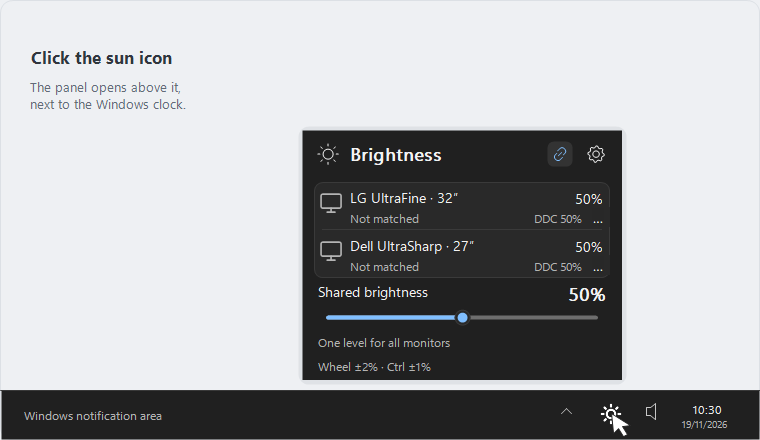 Click the sun icon
The panel opens above it,
next to the Windows clock.
Brightness
LG UltraFine · 32″
50%
Not matched
DDC 50%
...
Dell UltraSharp · 27″
50%
Not matched
DDC 50%
...
Shared brightness
50%
One level for all monitors
Wheel ±2% · Ctrl ±1%
Windows notification area
10:30
19/11/2026